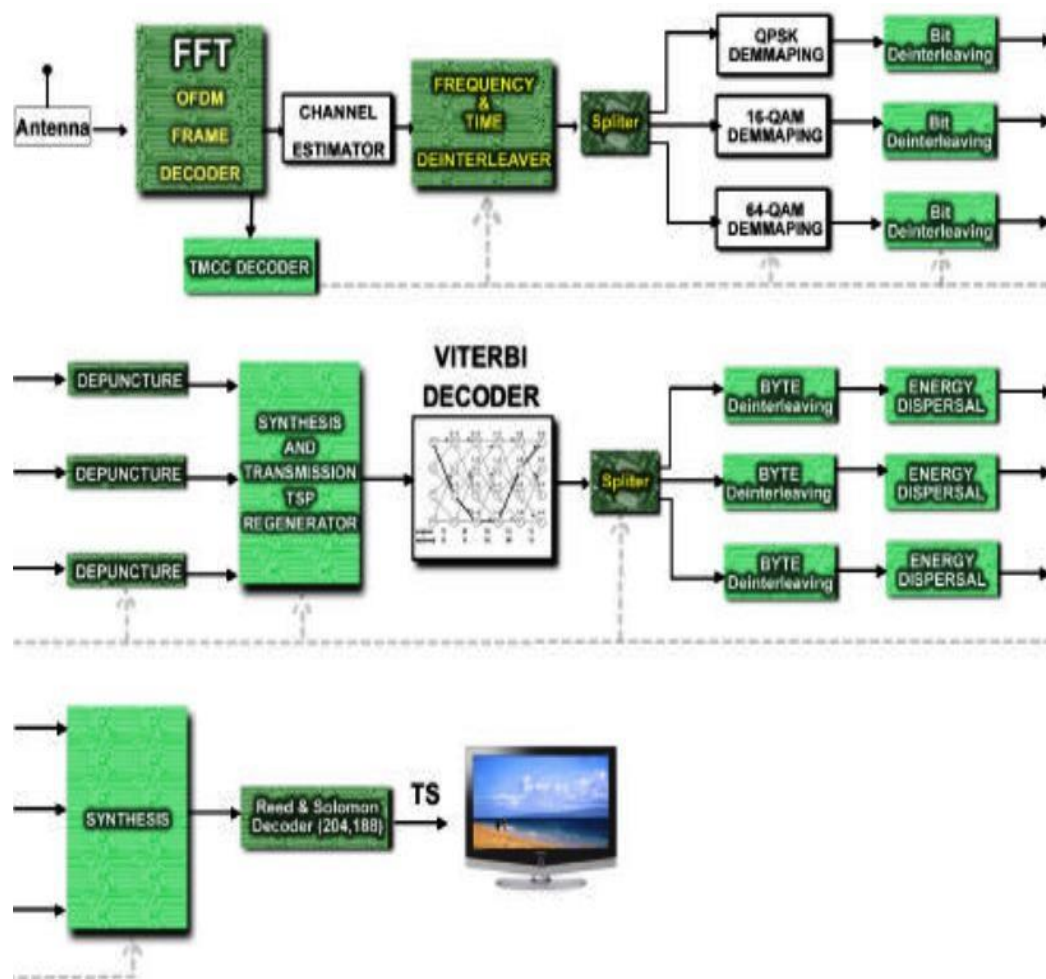 Antenna
FFT
OFDM
FRAME
DECODER
CHANNEL
ESTIMATOR
FREQUENCY
&
TIME
DEINTERLEAVER
Spliter
QPSK
DEMMAPING
Bit
Deinterleaving
16-QAM
DEMMAPING
Bit
Deinterleaving
64-QAM
DEMMAPING
Bit
Deinterleaving
TMCC DECODER
DEPUNCTURE
DEPUNCTURE
DEPUNCTURE
SYNTHESIS
AND
TRANSMISSION
TSP
REGENERATOR
VITERBI
DECODER
Spliter
BYTE
Deinterleaving
ENERGY
DISPERSAL
BYTE
Deinterleaving
ENERGY
DISPERSAL
BYTE
Deinterleaving
ENERGY
DISPERSAL
SYNTHESIS
Reed & Solomon
Decoder (204,188)
TS